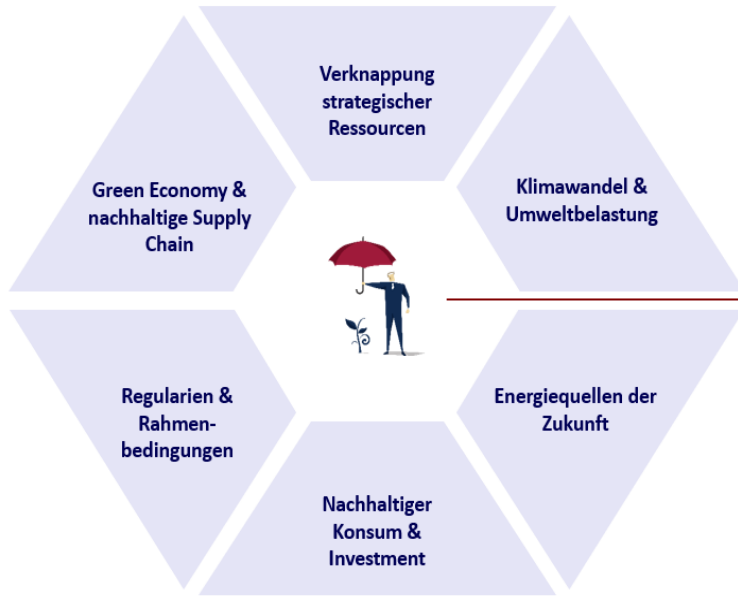 Verknappung
strategischer
Ressourcen
Green Economy &
nachhaltige Supply
Chain
Klimawandel &
Umweltbelastung
Regularien &
Rahmen-
bedingungen
Energiequellen der
Zukunft
Nachhaltiger
Konsum &
Investment